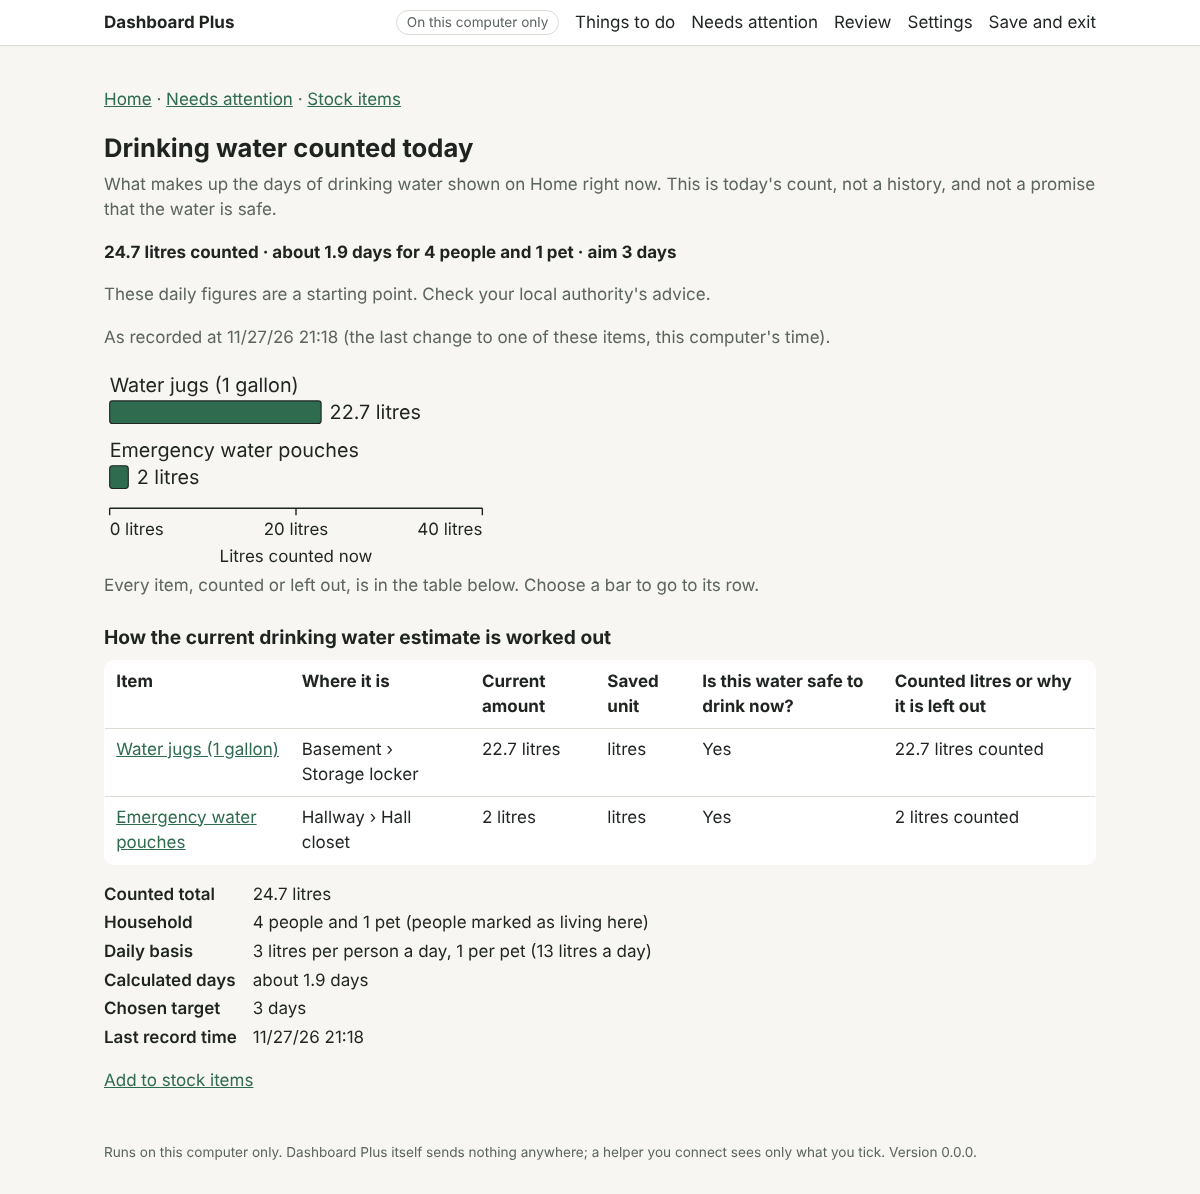 Dashboard Plus
On this computer only
Things to do
Needs attention
Review
Settings
Save and exit
Home · Needs attention · Stock items
Drinking water counted today
What makes up the days of drinking water shown on Home right now. This is today's count, not a history, and not a promise
that the water is safe.
24.7 litres counted · about 1.9 days for 4 people and 1 pet · aim 3 days
These daily figures are a starting point. Check your local authority's advice.
As recorded at 11/27/26 21:18 (the last change to one of these items, this computer's time).
Water jugs (1 gallon)
22.7 litres
Emergency water pouches
2 litres
0 litres 20 litres 40 litres
Litres counted now
Every item, counted or left out, is in the table below. Choose a bar to go to its row.
How the current drinking water estimate is worked out
Item Where it is Current amount Saved unit Is this water safe to drink now? Counted litres or why it is left out
Water jugs (1 gallon) Basement › Storage locker 22.7 litres litres Yes 22.7 litres counted
Emergency water pouches Hallway › Hall closet 2 litres litres Yes 2 litres counted
Counted total 24.7 litres
Household 4 people and 1 pet (people marked as living here)
Daily basis 3 litres per person a day, 1 per pet (13 litres a day)
Calculated days about 1.9 days
Chosen target 3 days
Last record time 11/27/26 21:18
Add to stock items
Runs on this computer only. Dashboard Plus itself sends nothing anywhere; a helper you connect sees only what you tick. Version 0.0.0.